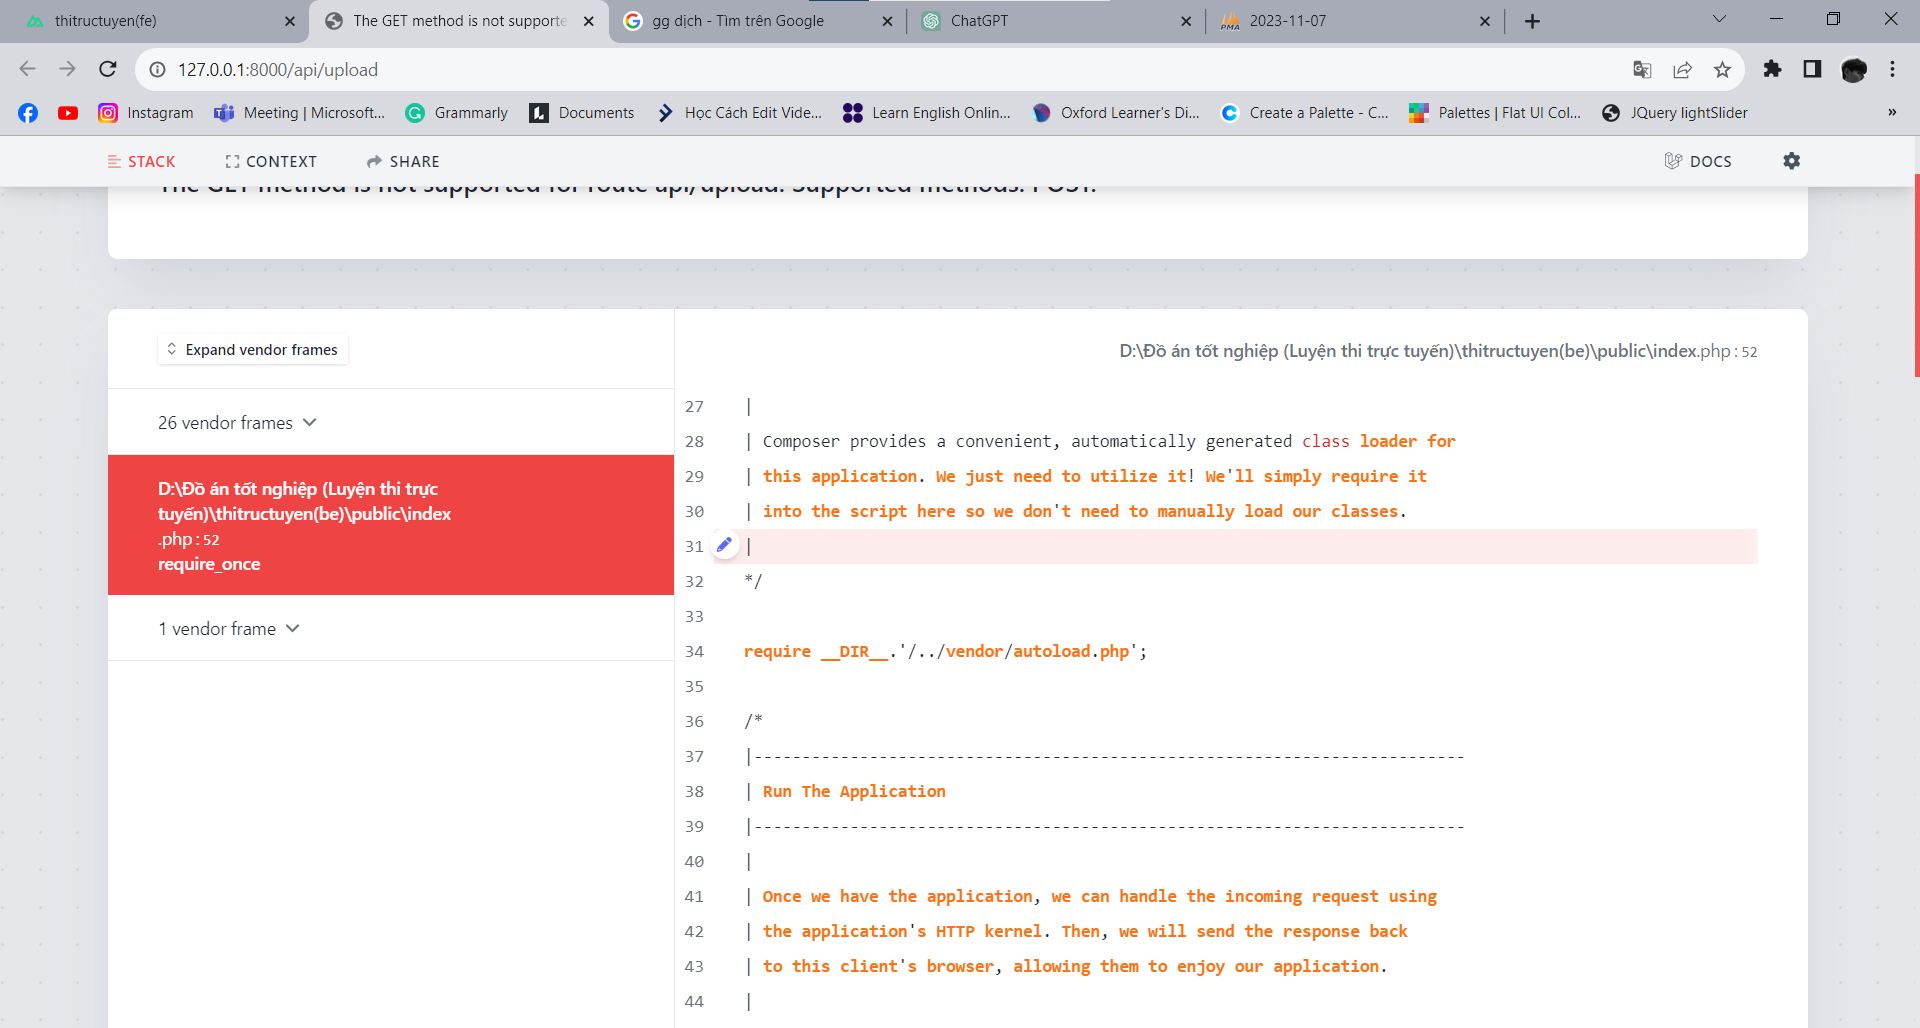 thitructuyen(fe)
The GET method is not supporte
gg dịch - Tìm trên Google
ChatGPT
PMA
2023-11-07
127.0.0.1:8000/api/upload
Instagram
Meeting | Microsoft...
Grammarly
Documents
Học Cách Edit Vide...
Learn English Onlin...
Oxford Learner's Di...
Create a Palette - C...
Palettes | Flat UI Col...
JQuery lightSlider
»
STACK
CONTEXT
SHARE
DOCS
The GET method is not supported for route api/upload. Supported methods: POST.
Expand vendor frames
D:\Đồ án tốt nghiệp (Luyện thi trực tuyến)\thitructuyen(be)\public\index.php:52
26 vendor frames
D:\Đồ án tốt nghiệp (Luyện thi trực
tuyến)\thitructuyen(be)\public\index
.php:52
require_once
1 vendor frame
27 |
28 | Composer provides a convenient, automatically generated class loader for
29 | this application. We just need to utilize it! We'll simply require it
30 | into the script here so we don't need to manually load our classes.
31 |
32 */
33
34 require __DIR__.'/../vendor/autoload.php';
35
36 /*
37 |--------------------------------------------------------------------------
38 | Run The Application
39 |--------------------------------------------------------------------------
40 |
41 | Once we have the application, we can handle the incoming request using
42 | the application's HTTP kernel. Then, we will send the response back
43 | to this client's browser, allowing them to enjoy our application.
44 |